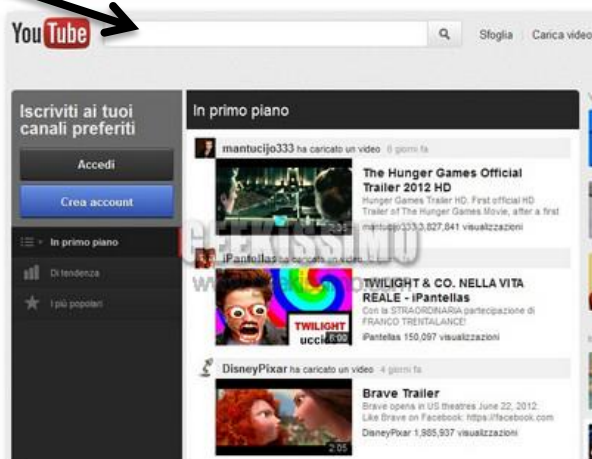 YouTube
Sfoglia Carica video
Iscriviti ai tuoi
canali preferiti
Accedi
Crea account
In primo piano
Di tendenza
I più popolari
In primo piano
mantucijo333 ha caricato un video 6 giorni fa
2:35
The Hunger Games Official
Trailer 2012 HD
Hunger Games Trailer HD. First official HD
Trailer of The Hunger Games Movie, after a first
mantucijo333 3,827,841 visualizzazioni
GEEKISSIMO
iPantellas ha caricato un video
TWILIGHT
uccide
6:00
TWILIGHT & CO. NELLA VITA
REALE - iPantellas
Con la STRAORDINARIA partecipazione di
FRANCO TRENTALANCE!
iPantellas 150,097 visualizzazioni
DisneyPixar ha caricato un video 4 giorni fa
2:05
Brave Trailer
Brave opens in US theatres June 22, 2012.
Like Brave on Facebook: https://facebook.com
DisneyPixar 1,985,937 visualizzazioni